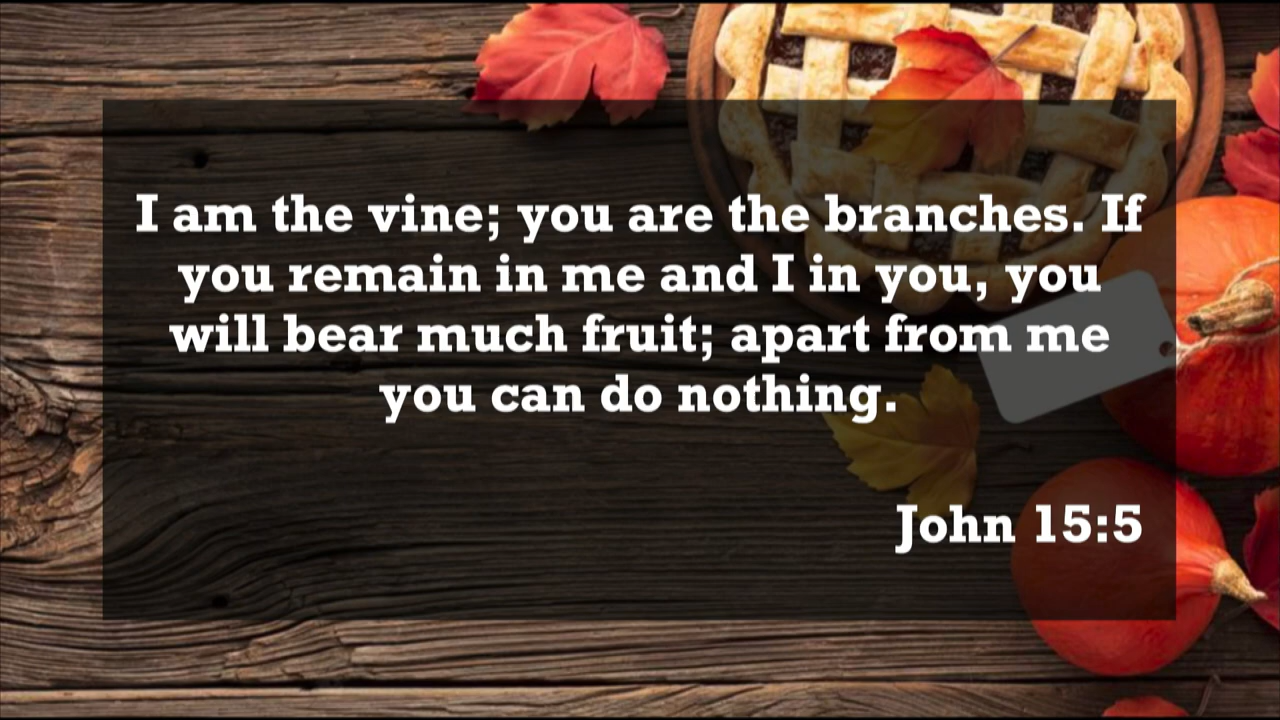 I am the vine; you are the branches. If
you remain in me and I in you, you
will bear much fruit; apart from me
you can do nothing.
John 15:5